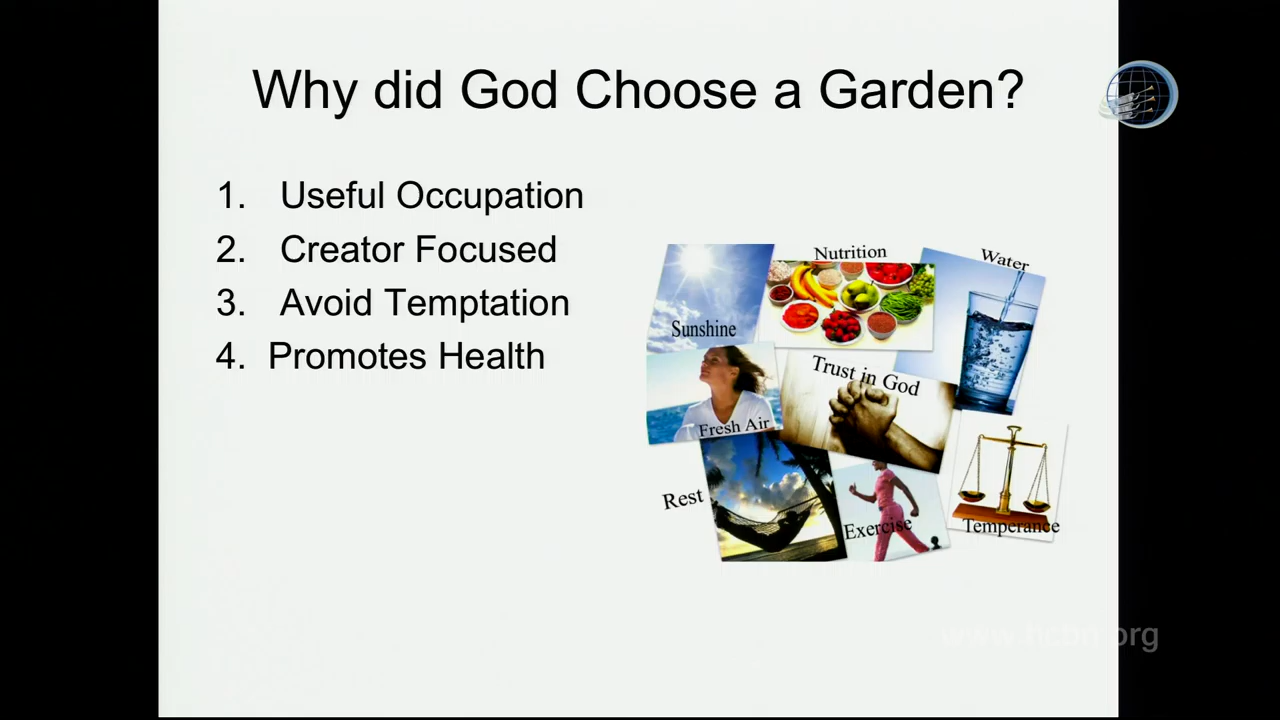 Why did God Choose a Garden?
1. Useful Occupation
2. Creator Focused
3. Avoid Temptation
4. Promotes Health
Nutrition
Water
Sunshine
Trust in God
Fresh Air
Rest
Exercise
Temperance